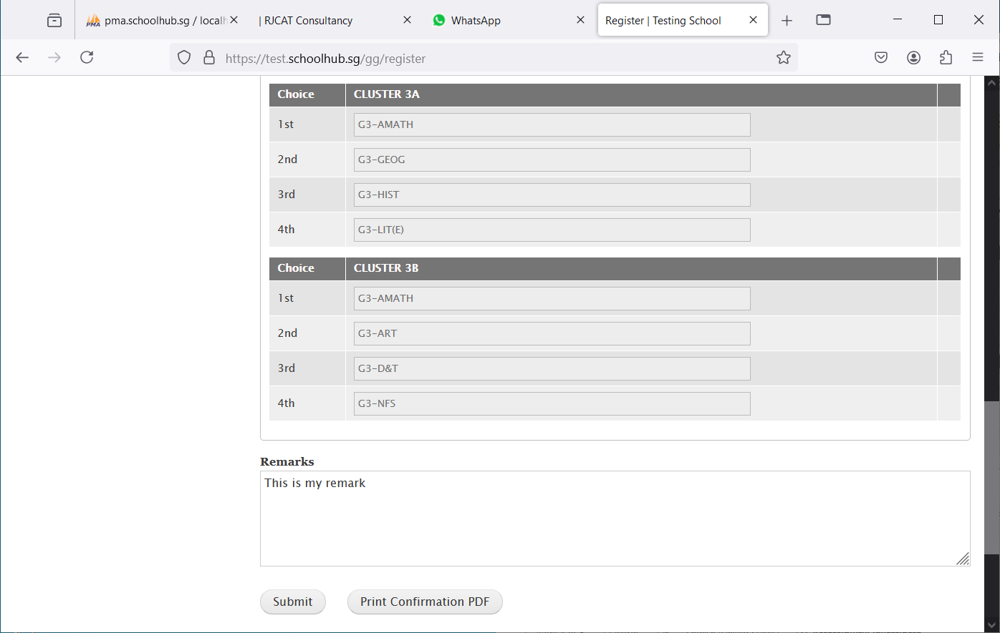 pma.schoolhub.sg / localh
| RJCAT Consultancy
WhatsApp
Register | Testing School
https://test.schoolhub.sg/gg/register
Choice CLUSTER 3A
1st G3-AMATH
2nd G3-GEOG
3rd G3-HIST
4th G3-LIT(E)
Choice CLUSTER 3B
1st G3-AMATH
2nd G3-ART
3rd G3-D&T
4th G3-NFS
Remarks
This is my remark
Submit Print Confirmation PDF